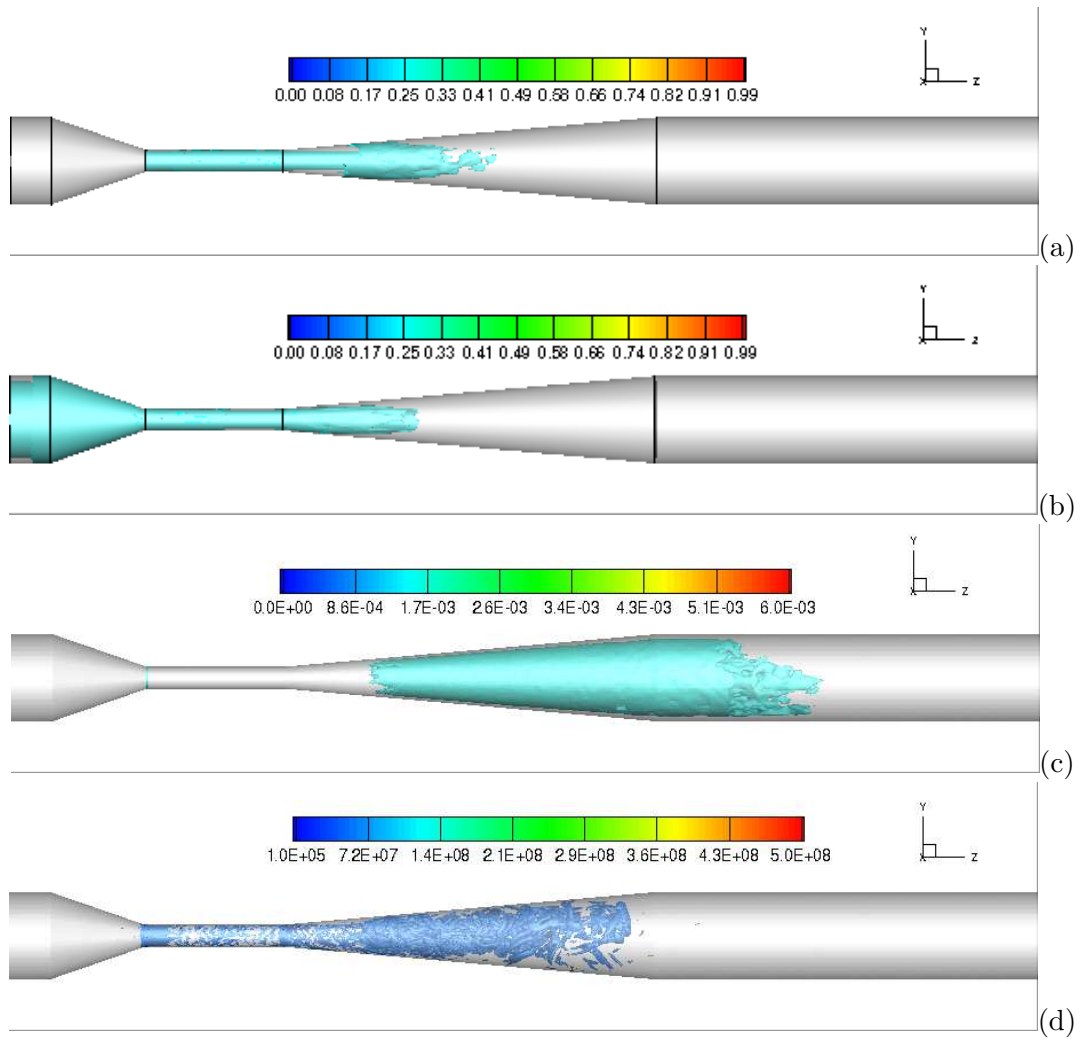 Y
0.00 0.08 0.17 0.25 0.33 0.41 0.49 0.58 0.66 0.74 0.82 0.91 0.99
X Z
(a)
Y
0.00 0.08 0.17 0.25 0.33 0.41 0.49 0.58 0.66 0.74 0.82 0.91 0.99
X Z
(b)
Y
X Z
0.0E+00 8.6E-04 1.7E-03 2.6E-03 3.4E-03 4.3E-03 5.1E-03 6.0E-03
(c)
Y
X Z
1.0E+05 7.2E+07 1.4E+08 2.1E+08 2.9E+08 3.6E+08 4.3E+08 5.0E+08
(d)